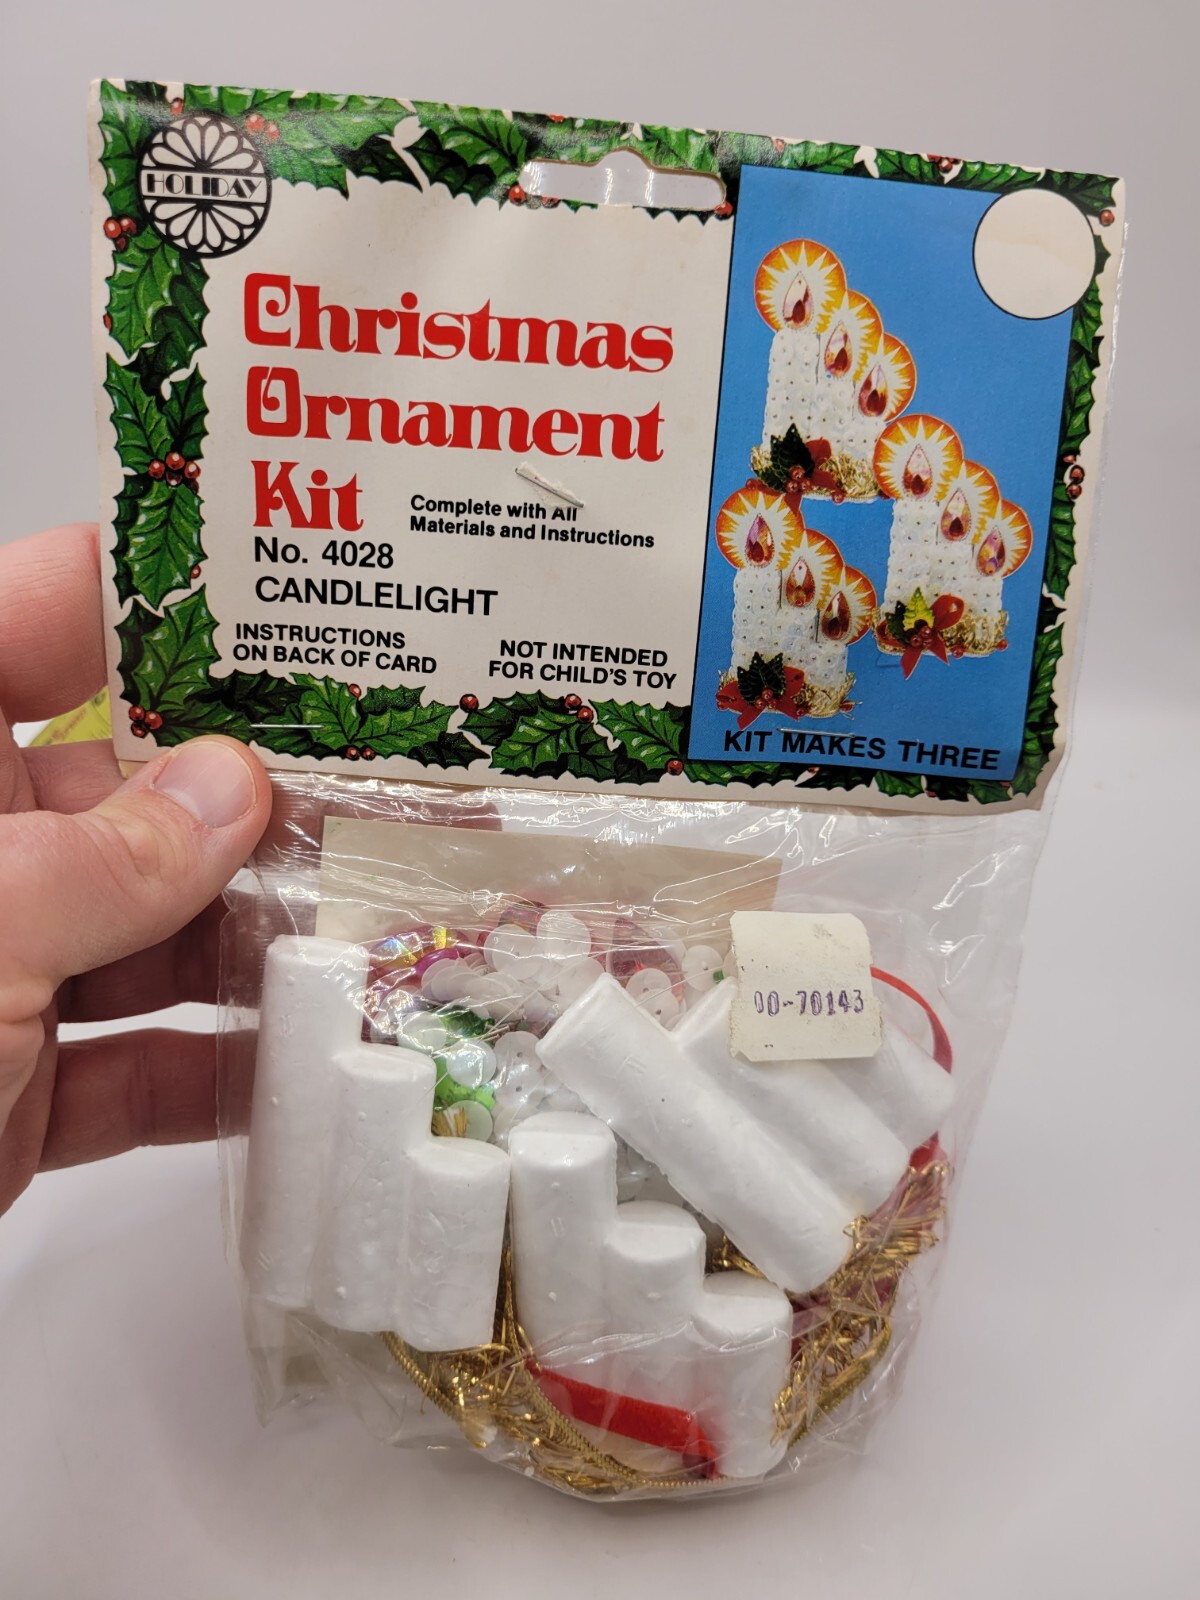 HOLIDAY
Christmas
Ornament
Kit
Complete with All
Materials and Instructions
No. 4028
CANDLELIGHT
INSTRUCTIONS
ON BACK OF CARD
NOT INTENDED
FOR CHILD'S TOY
KIT MAKES THREE
00-70143